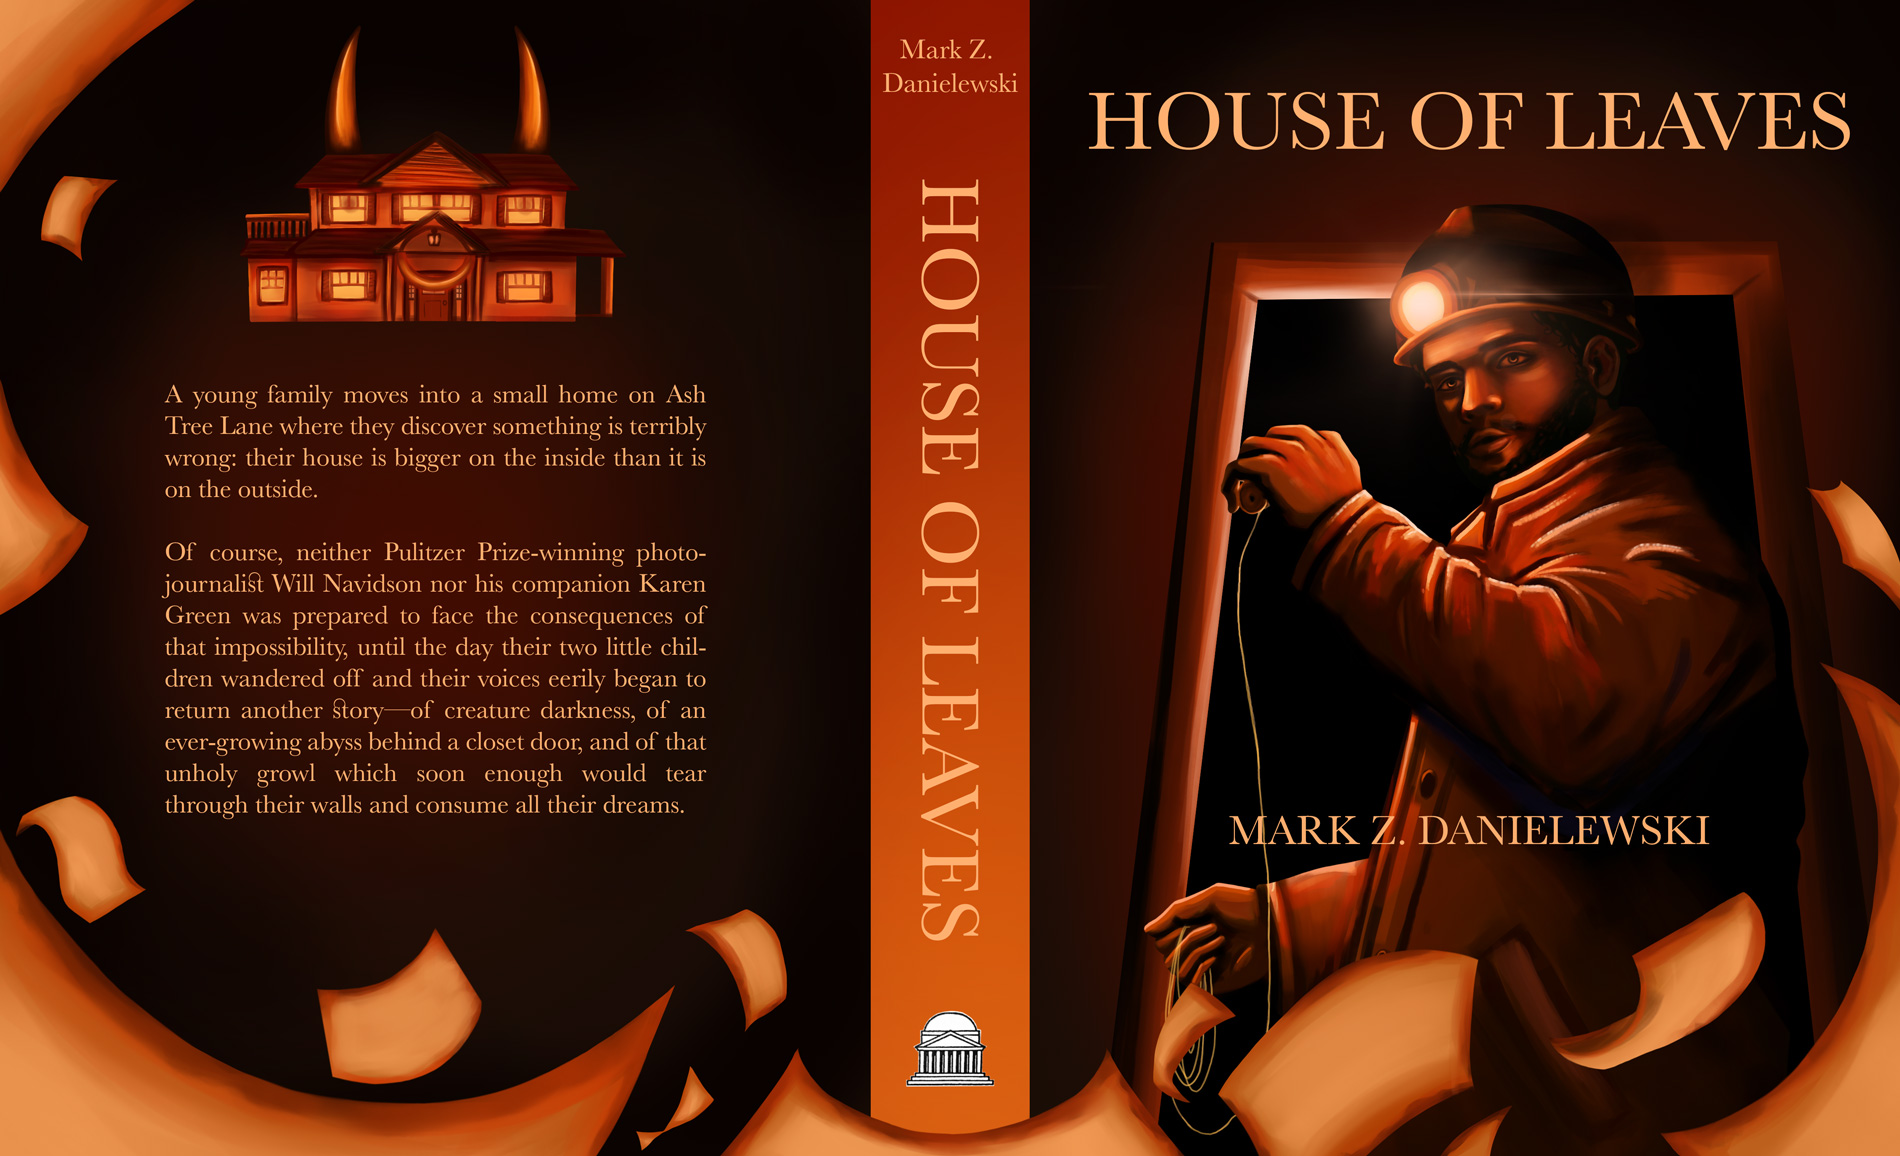 A young family moves into a small home on Ash
Tree Lane where they discover something is terribly
wrong: their house is bigger on the inside than it is
on the outside.
Of course, neither Pulitzer Prize-winning photo-
journalist Will Navidson nor his companion Karen
Green was prepared to face the consequences of
that impossibility, until the day their two little chil-
dren wandered off and their voices eerily began to
return another story—of creature darkness, of an
ever-growing abyss behind a closet door, and of that
unholy growl which soon enough would tear
through their walls and consume all their dreams.
Mark Z.
Danielewski
HOUSE OF LEAVES
HOUSE OF LEAVES
MARK Z. DANIELEWSKI